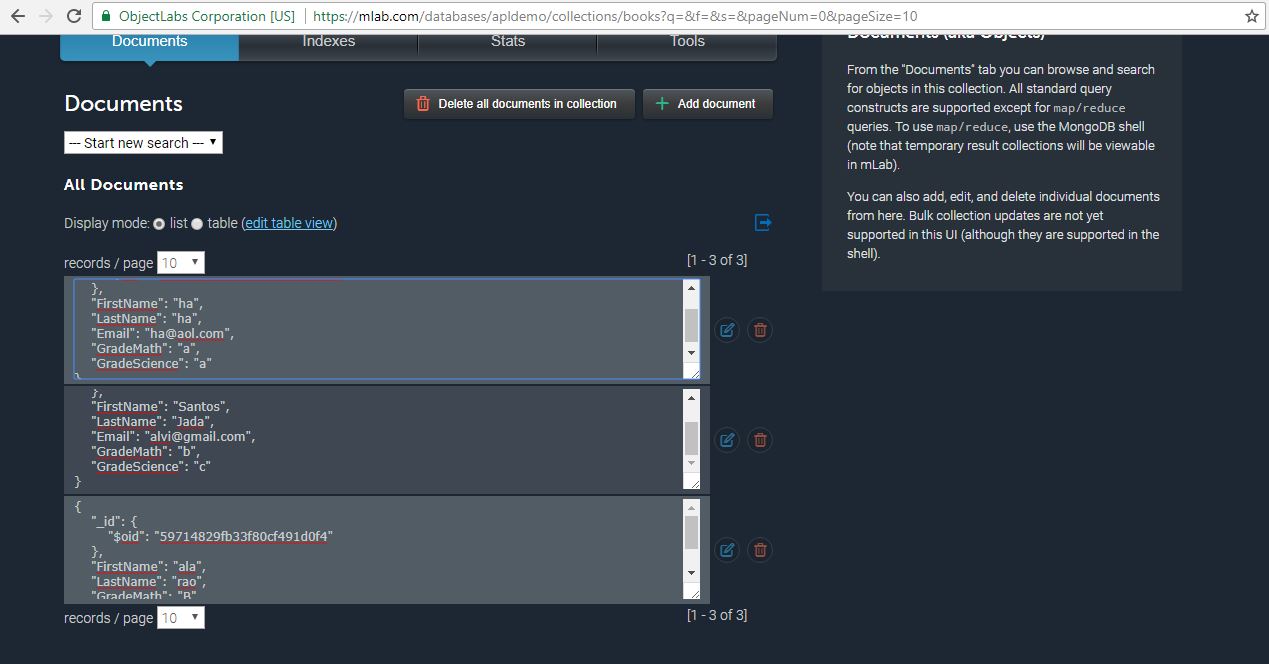 ObjectLabs Corporation [US] https://mlab.com/databases/apldemo/collections/books?q=&f=&s=&pageNum=0&pageSize=10
Documents Indexes Stats Tools
Documents
Delete all documents in collection
Add document
--- Start new search ---
All Documents
Display mode: list table (edit table view)
records / page 10
[1 - 3 of 3]
},
"FirstName": "ha",
"LastName": "ha",
"Email": "ha@aol.com",
"GradeMath": "a",
"GradeScience": "a"
}
},
"FirstName": "Santos",
"LastName": "Jada",
"Email": "alvi@gmail.com",
"GradeMath": "b",
"GradeScience": "c"
}
{
"_id": {
"$oid": "59714829fb33f80cf491d0f4"
},
"FirstName": "ala",
"LastName": "rao",
"GradeMath": "B"
records / page 10
[1 - 3 of 3]
Documents (aka Objects)
From the "Documents" tab you can browse and search
for objects in this collection. All standard query
constructs are supported except for map/reduce
queries. To use map/reduce, use the MongoDB shell
(note that temporary result collections will be viewable
in mLab).
You can also add, edit, and delete individual documents
from here. Bulk collection updates are not yet
supported in this UI (although they are supported in the
shell).